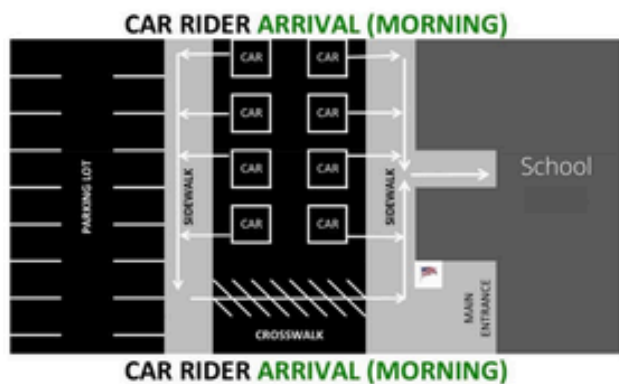 CAR RIDER ARRIVAL (MORNING)
CAR CAR
CAR CAR
CAR CAR
CAR CAR
PARKING LOT
SIDEWALK
SIDEWALK
School
MAIN
ENTRANCE
CROSSWALK
CAR RIDER ARRIVAL (MORNING)